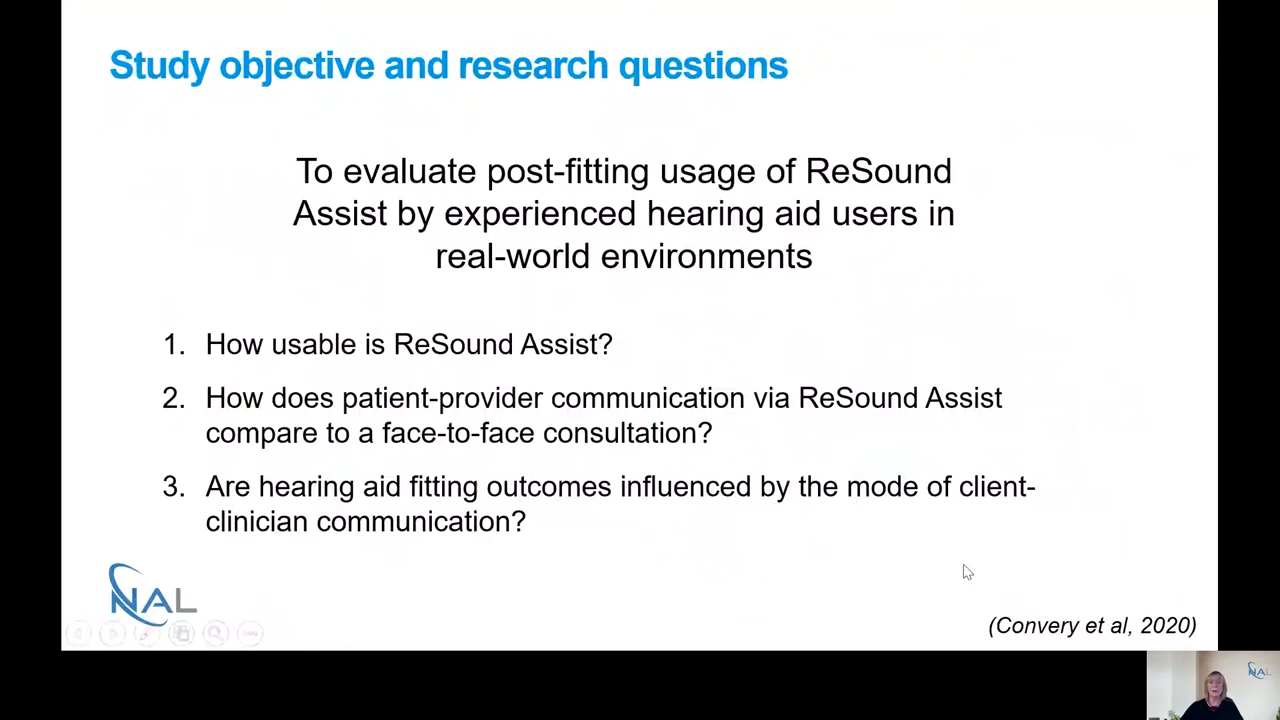 Study objective and research questions
To evaluate post-fitting usage of ReSound
Assist by experienced hearing aid users in
real-world environments
1. How usable is ReSound Assist?
2. How does patient-provider communication via ReSound Assist
compare to a face-to-face consultation?
3. Are hearing aid fitting outcomes influenced by the mode of client-
clinician communication?
NAL
(Convery et al, 2020)
NAL